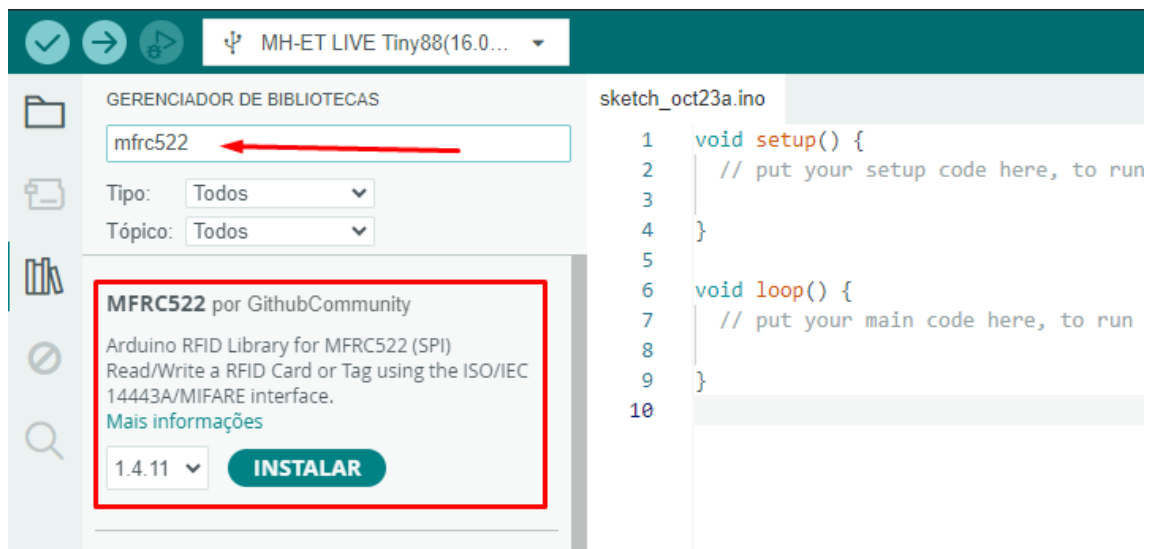 MH-ET LIVE Tiny88(16.0...
GERENCIADOR DE BIBLIOTECAS
mfrc522
Tipo: Todos
Tópico: Todos
MFRC522 por GithubCommunity
Arduino RFID Library for MFRC522 (SPI)
Read/Write a RFID Card or Tag using the ISO/IEC
14443A/MIFARE interface.
Mais informações
1.4.11 INSTALAR
sketch_oct23a.ino
1 void setup() {
2 // put your setup code here, to run
3
4 }
5
6 void loop() {
7 // put your main code here, to run
8
9 }
10